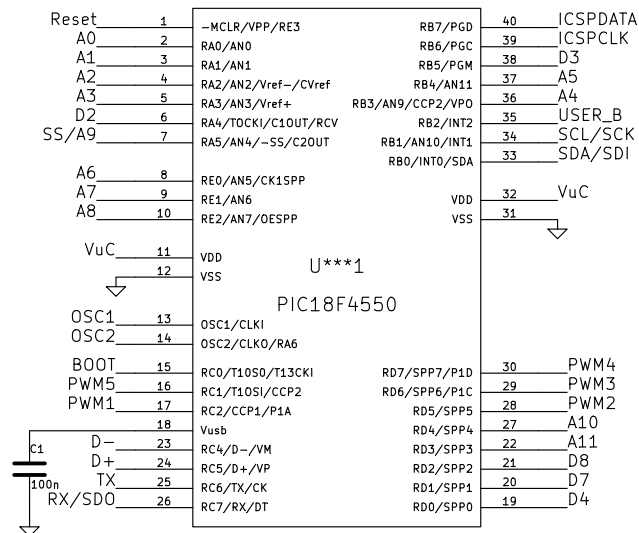 Reset 1 -MCLR/VPP/RE3 RB7/PGD 40 ICSPDATA
A0 2 RA0/AN0 RB6/PGC 39 ICSPCLK
A1 3 RA1/AN1 RB5/PGM 38 D3
A2 4 RA2/AN2/Vref-/CVref RB4/AN11 37 A5
A3 5 RA3/AN3/Vref+ RB3/AN9/CCP2/VPO 36 A4
D2 6 RA4/TOCKI/C1OUT/RCV RB2/INT2 35 USER_B
SS/A9 7 RA5/AN4/-SS/C2OUT RB1/AN10/INT1 34 SCL/SCK
RB0/INT0/SDA 33 SDA/SDI
A6 8 RE0/AN5/CK1SPP
A7 9 RE1/AN6 VDD 32 VuC
A8 10 RE2/AN7/OESPP VSS 31
VuC 11 VDD
12 VSS
U***1
PIC18F4550
OSC1 13 OSC1/CLKI
OSC2 14 OSC2/CLKO/RA6
BOOT 15 RC0/T1OSO/T13CKI RD7/SPP7/P1D 30 PWM4
PWM5 16 RC1/T1OSI/CCP2 RD6/SPP6/P1C 29 PWM3
PWM1 17 RC2/CCP1/P1A RD5/SPP5 28 PWM2
18 Vusb RD4/SPP4 27 A10
D- 23 RC4/D-/VM RD3/SPP3 22 A11
C1
D+ 24 RC5/D+/VP RD2/SPP2 21 D8
100n
TX 25 RC6/TX/CK RD1/SPP1 20 D7
RX/SDO 26 RC7/RX/DT RD0/SPP0 19 D4